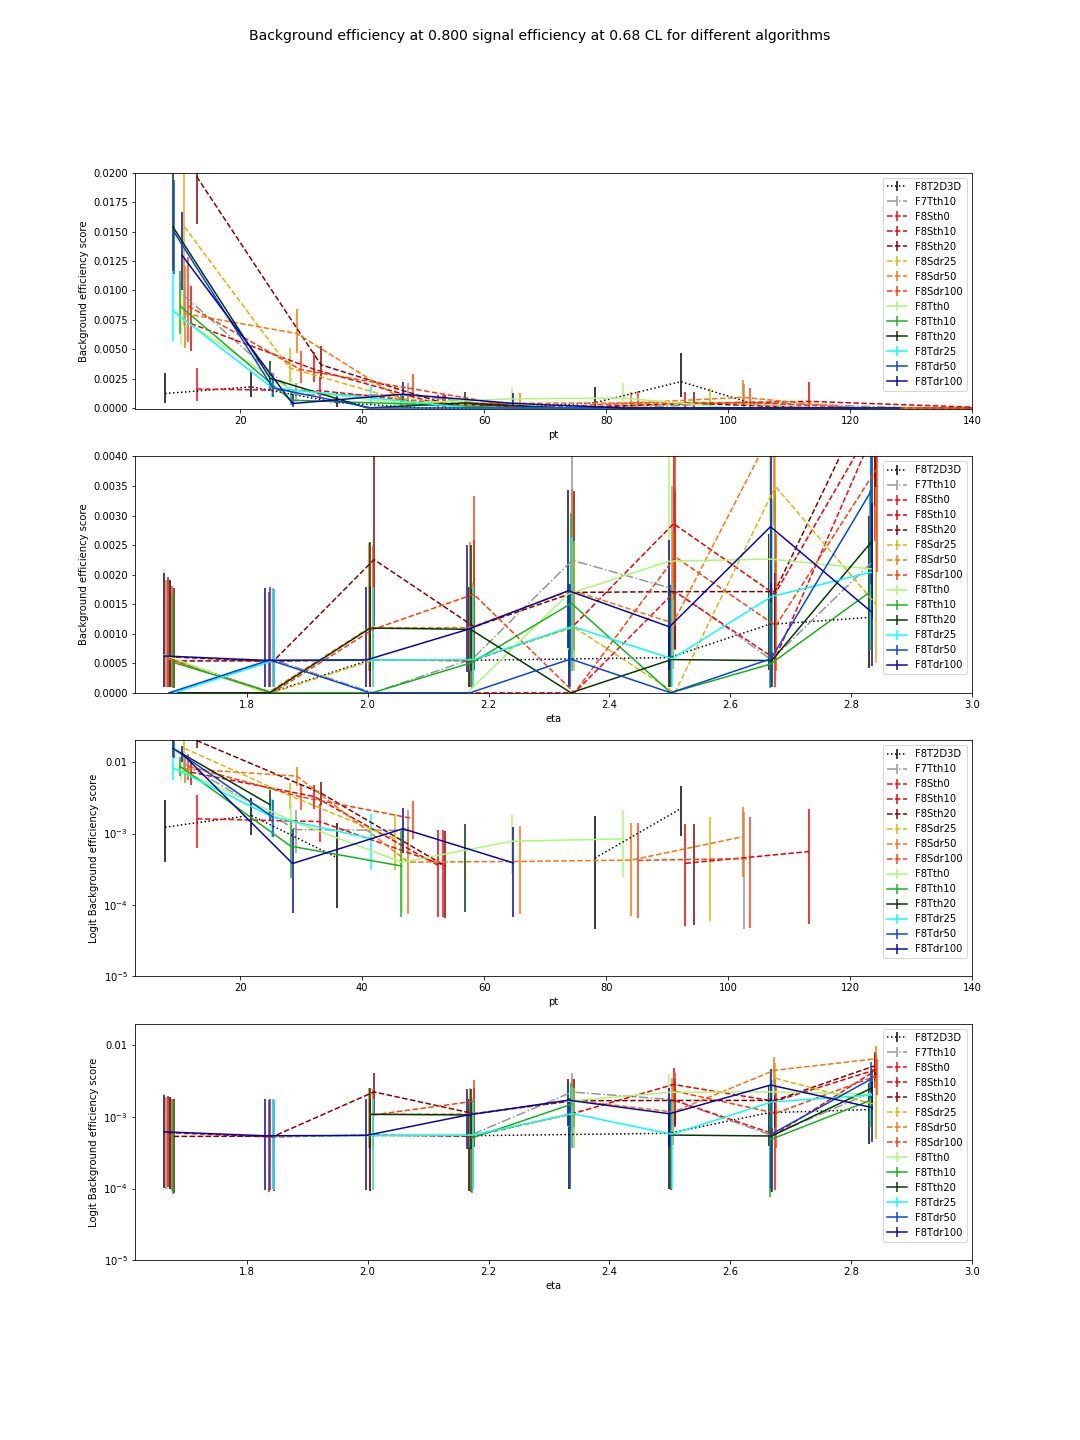 Background efficiency at 0.800 signal efficiency at 0.68 CL for different algorithms
0.0200
0.0175
0.0150
0.0125
0.0100
0.0075
0.0050
0.0025
0.0000
Background efficiency score
20 40 60 80 100 120 140
pt
F8T2D3D
F7Tth10
F8Sth0
F8Sth10
F8Sth20
F8Sdr25
F8Sdr50
F8Sdr100
F8Tth0
F8Tth10
F8Tth20
F8Tdr25
F8Tdr50
F8Tdr100
0.0040
0.0035
0.0030
0.0025
0.0020
0.0015
0.0010
0.0005
0.0000
Background efficiency score
1.8 2.0 2.2 2.4 2.6 2.8 3.0
eta
F8T2D3D
F7Tth10
F8Sth0
F8Sth10
F8Sth20
F8Sdr25
F8Sdr50
F8Sdr100
F8Tth0
F8Tth10
F8Tth20
F8Tdr25
F8Tdr50
F8Tdr100
0.01
10⁻³
10⁻⁴
10⁻⁵
Logit Background efficiency score
20 40 60 80 100 120 140
pt
F8T2D3D
F7Tth10
F8Sth0
F8Sth10
F8Sth20
F8Sdr25
F8Sdr50
F8Sdr100
F8Tth0
F8Tth10
F8Tth20
F8Tdr25
F8Tdr50
F8Tdr100
0.01
10⁻³
10⁻⁴
10⁻⁵
Logit Background efficiency score
1.8 2.0 2.2 2.4 2.6 2.8 3.0
eta
F8T2D3D
F7Tth10
F8Sth0
F8Sth10
F8Sth20
F8Sdr25
F8Sdr50
F8Sdr100
F8Tth0
F8Tth10
F8Tth20
F8Tdr25
F8Tdr50
F8Tdr100